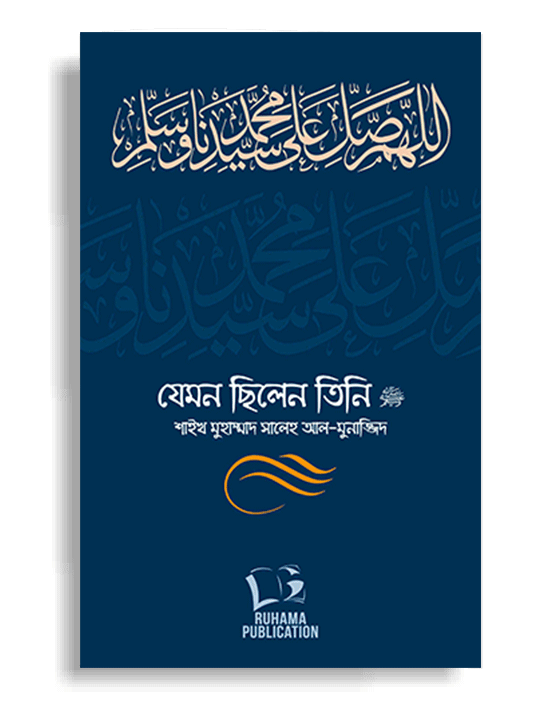 اللهم صل على سيدنا محمد وسلم
যেমন ছিলেন তিনি ﷺ
শাইখ মুহাম্মাদ সালেহ আল-মুনাজ্জিদ
RUHAMA
PUBLICATION